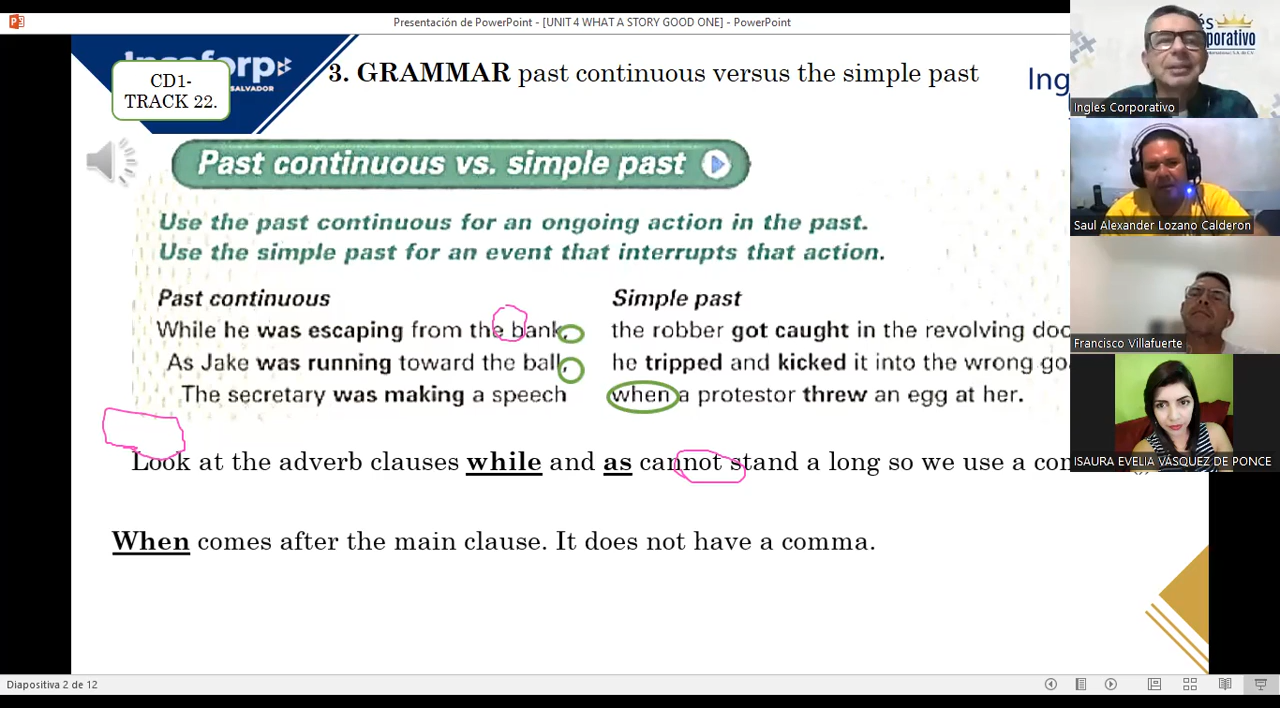 Presentación de PowerPoint - [UNIT 4 WHAT A STORY GOOD ONE] - PowerPoint
CD1-
TRACK 22.
3. GRAMMAR past continuous versus the simple past
Past continuous vs. simple past
Use the past continuous for an ongoing action in the past.
Use the simple past for an event that interrupts that action.
Past continuous Simple past
While he was escaping from the bank, the robber got caught in the revolving
As Jake was running toward the ball, he tripped and kicked it into the wrong
The secretary was making a speech when a protestor threw an egg at her.
Look at the adverb clauses while and as cannot stand a long so we use a
When comes after the main clause. It does not have a comma.
Ingles Corporativo
Saul Alexander Lozano Calderon
Francisco Villafuerte
ISAURA EVELIA VÁSQUEZ DE PONCE
Diapositiva 2 de 12